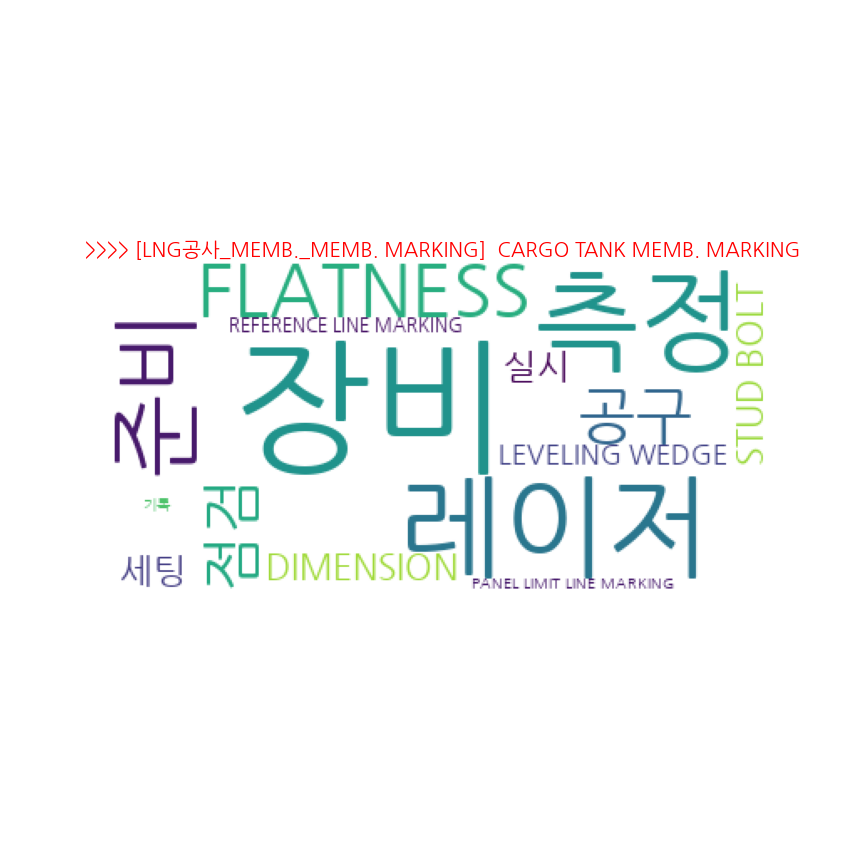 >>>> [LNG공사_MEMB._MEMB. MARKING]  CARGO TANK MEMB. MARKING
FLATNESS
측정
STUD BOLT
REFERENCE LINE MARKING
준비
장비
실시
공구
LEVELING WEDGE
레이저
점검
기록
세팅
DIMENSION
PANEL LIMIT LINE MARKING